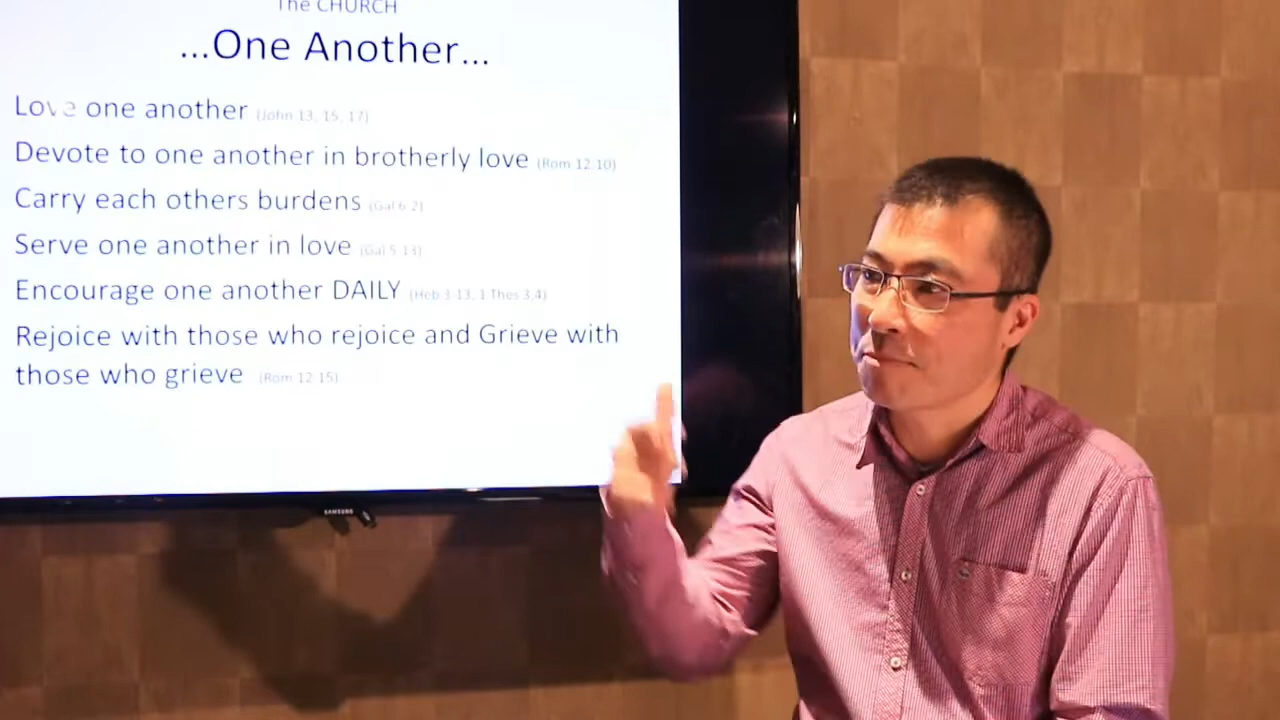 The CHURCH
...One Another...
Love one another (John 13, 15, 17)
Devote to one another in brotherly love (Rom 12:10)
Carry each others burdens (Gal 6:2)
Serve one another in love (Gal 5:13)
Encourage one another DAILY (Heb 3:13, 1 Thes 3,4)
Rejoice with those who rejoice and Grieve with
those who grieve (Rom 12:15)
SAMSUNG